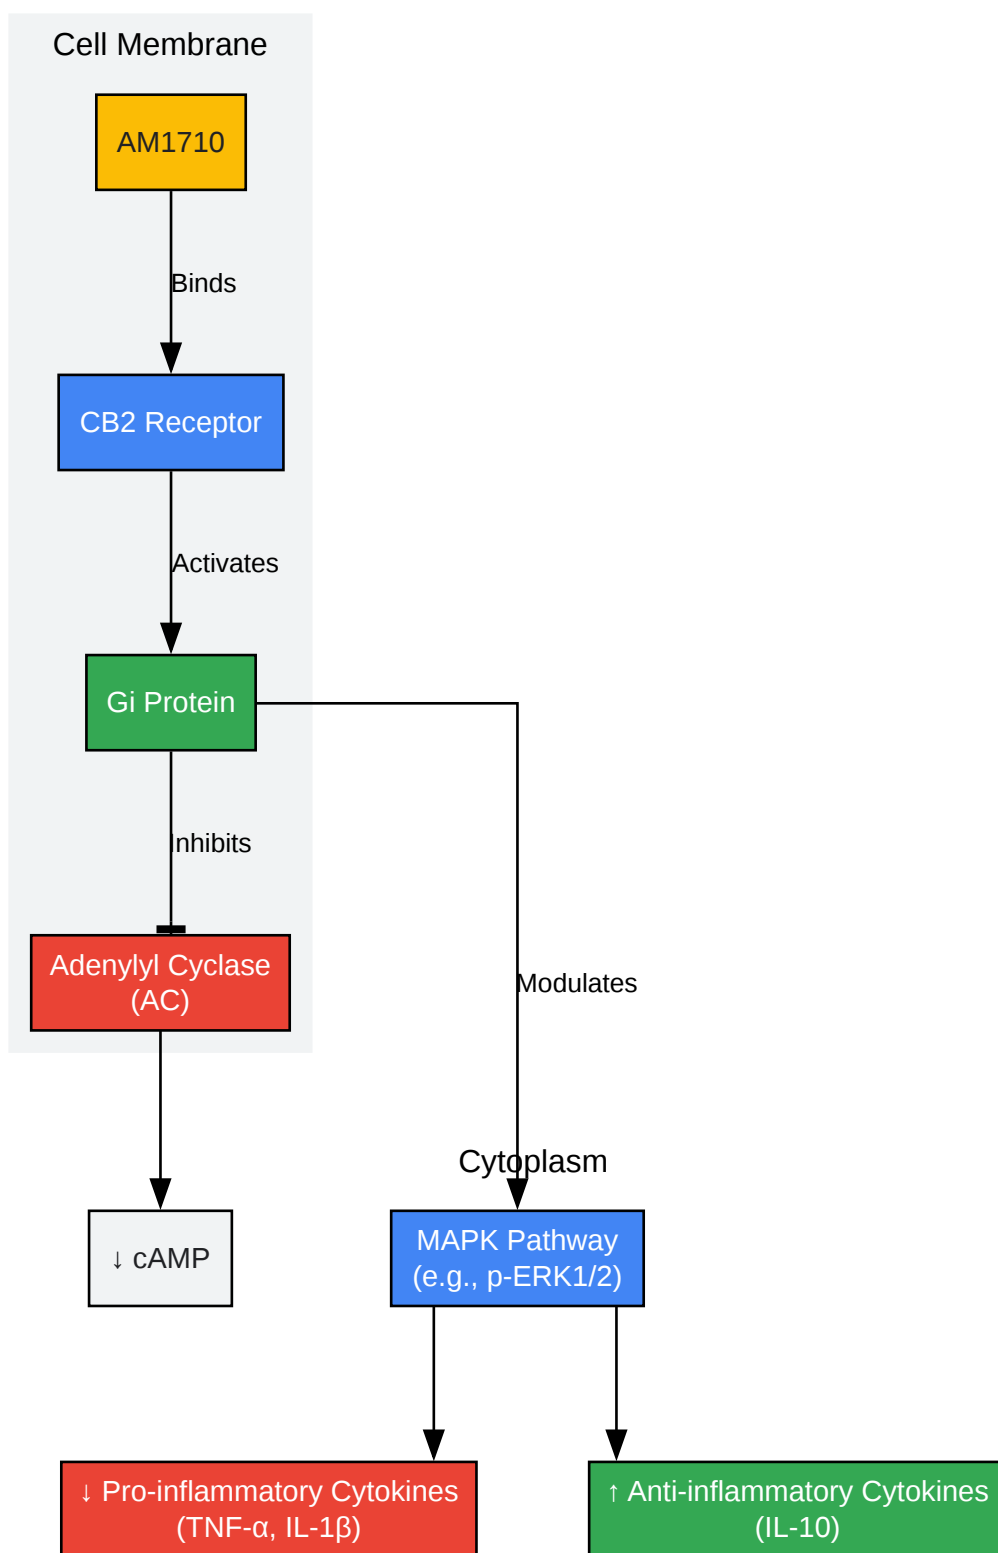 Cell Membrane
AM1710
Binds
CB2 Receptor
Activates
Gi Protein
Inhibits
Adenylyl Cyclase
(AC)
Modulates
Cytoplasm
↓ cAMP
MAPK Pathway
(e.g., p-ERK1/2)
↓ Pro-inflammatory Cytokines
(TNF-α, IL-1β)
↑ Anti-inflammatory Cytokines
(IL-10)